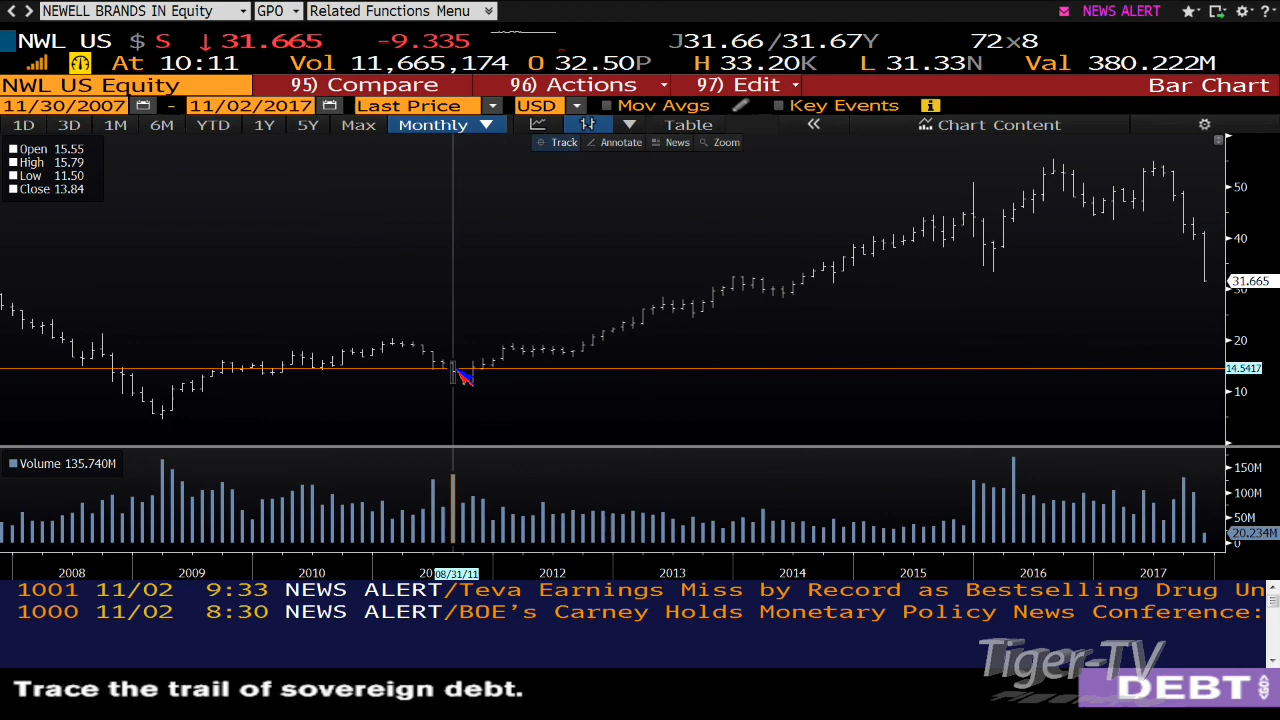 NEWELL BRANDS IN Equity GPO Related Functions Menu NEWS ALERT
NWL US $ S ↓ 31.665 -9.335 J31.66/31.67Y 72x8
At 10:11 Vol 11,665,174 O 32.50P H 33.20K L 31.33N Val 380.222M
NWL US Equity 95) Compare 96) Actions 97) Edit Bar Chart
11/30/2007 - 11/02/2017 Last Price USD Mov Avgs Key Events
1D 3D 1M 6M YTD 1Y 5Y Max Monthly Table « Chart Content
Track Annotate News Zoom
Open 15.55
High 15.79
Low 11.50
Close 13.84
50
40
31.665
30
20
14.5417
10
Volume 135.740M
150M
100M
50M
20.234M
0
2008 2009 2010 20 08/31/11 2012 2013 2014 2015 2016 2017
1001 11/02 9:33 NEWS ALERT/Teva Earnings Miss by Record as Bestselling Drug Un
1000 11/02 8:30 NEWS ALERT/BOE's Carney Holds Monetary Policy News Conference:
Tiger-TV
Trace the trail of sovereign debt.
DEBT